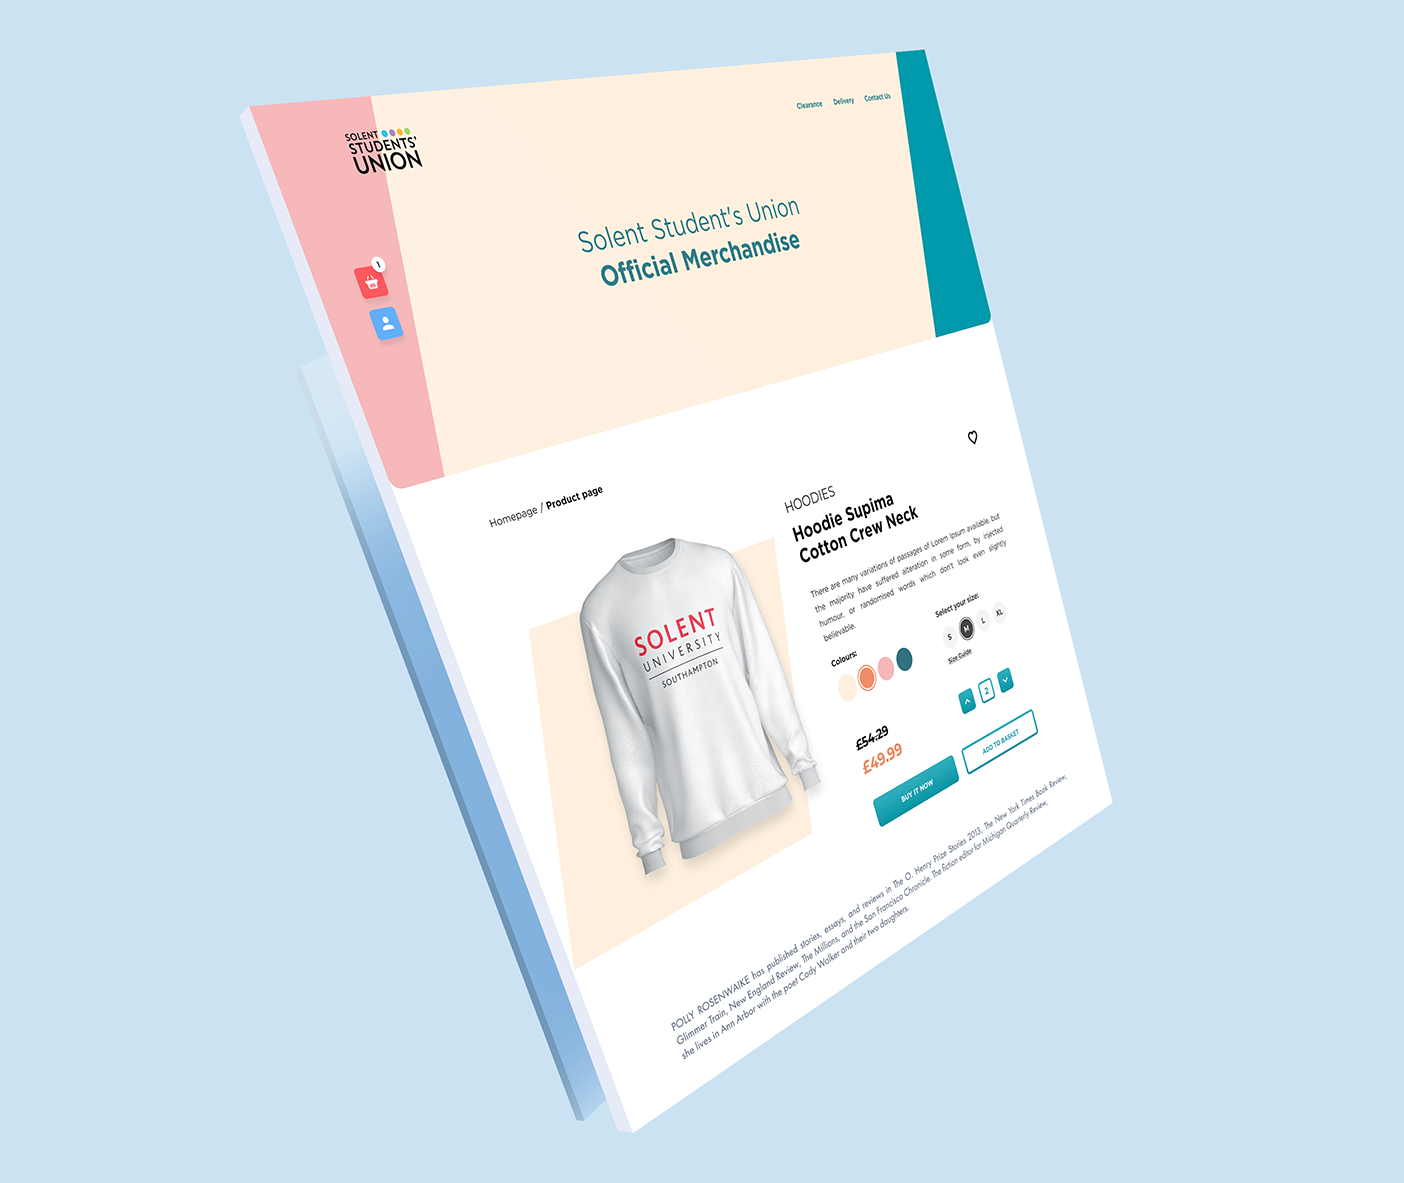 SOLENT
STUDENTS'
UNION
Clearance Delivery Contact Us
Solent Student's Union
Official Merchandise
1
Homepage / Product page
SOLENT
UNIVERSITY
SOUTHAMPTON
HOODIES
Hoodie Supima
Cotton Crew Neck
There are many variations of passages of Lorem Ipsum available, but
the majority have suffered alteration in some form, by injected
humour, or randomised words which don't look even slightly
believable.
Colours:
Select your size:
S M L XL
Size Guide
2
£54.29
£49.99
BUY IT NOW
ADD TO BASKET
POLLY ROSENWAIKE has published stories, essays, and reviews in The O. Henry Prize Stories 2013, The New York Times Book Review,
Glimmer Train, New England Review, The Millions, and the San Francisco Chronicle. The fiction editor for Michigan Quarterly Review,
she lives in Ann Arbor with the poet Cody Walker and their two daughters.